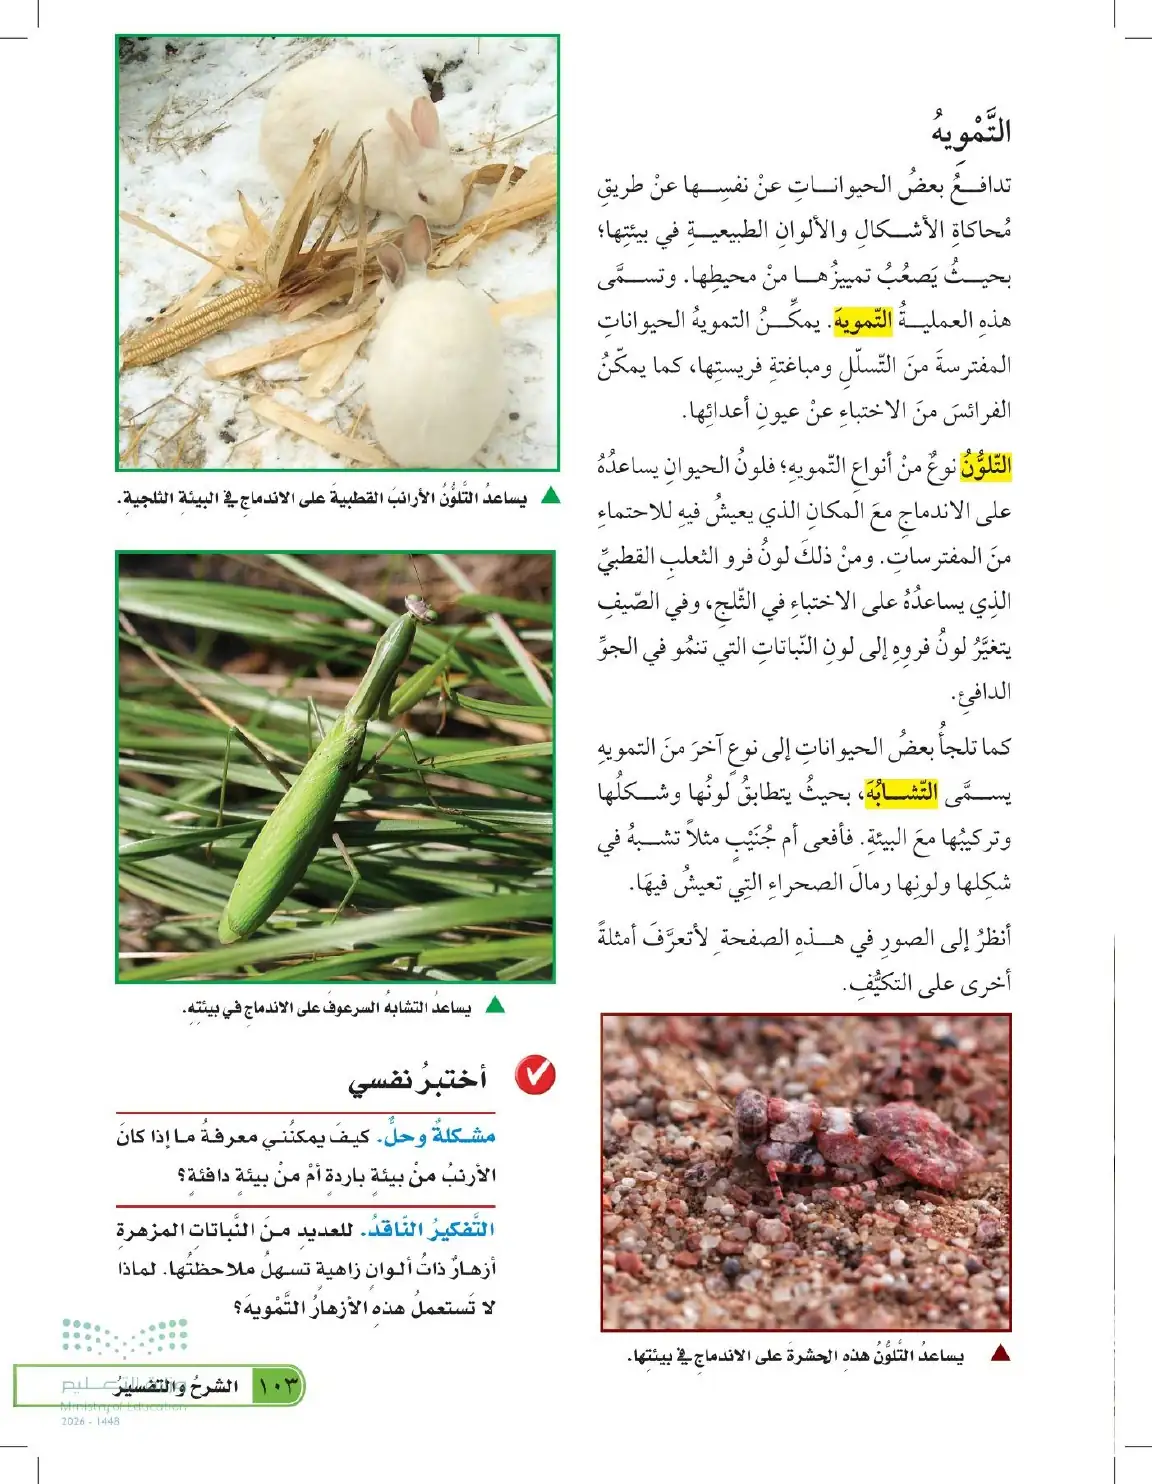 التَّمْوِيهُ
تدافعُ بعضُ الحيواناتِ عنْ نفسِها عنْ طريقِ
مُحاكاةِ الأشكالِ والألوانِ الطبيعيةِ في بيئتِها؛
بحيثُ يَصعُبُ تمييزُها منْ محيطِها. وتسمَّى
هذهِ العمليةُ التّمويهَ. يمكِّنُ التمويهُ الحيواناتِ
المفترسةَ منَ التّسلّلِ ومباغتةِ فريستِها، كما يمكّنُ
الفرائسَ منَ الاختباءِ عنْ عيونِ أعدائِها.
التّلوُّنُ نوعٌ منْ أنواعِ التّمويهِ؛ فلونُ الحيوانِ يساعدُهُ
على الاندماجِ معَ المكانِ الذي يعيشُ فيهِ للاحتماءِ
منَ المفترساتِ. ومنْ ذلكَ لونُ فروِ الثعلبِ القطبيِّ
الذِي يساعدُهُ على الاختباءِ في الثّلجِ، وفي الصّيفِ
يتغيَّرُ لونُ فروِهِ إلى لونِ النّباتاتِ التي تنمُو في الجوِّ
الدافئِ.
كما تلجأُ بعضُ الحيواناتِ إلى نوعٍ آخرَ منَ التمويهِ
يسمَّى التّشابُهَ، بحيثُ يتطابقُ لونُها وشكلُها
وتركيبُها معَ البيئةِ. فأفعى أم جُنَيْبٍ مثلاً تشبهُ في
شكلِها ولونِها رمالَ الصحراءِ التِي تعيشُ فيهَا.
أنظرُ إلى الصورِ في هذهِ الصفحةِ لأتعرَّفَ أمثلةً
أخرى على التكيُّفِ.
يساعدُ التَّلوُّنُ هذهِ الحشرةَ على الاندماجِ في بيئتِها.
يساعدُ التَّلوُّنُ الأرانبَ القطبيةَ على الاندماجِ في البيئةِ الثلجيةِ.
يساعدُ التشابهُ السرعوفَ على الاندماجِ في بيئتِهِ.
أختبرُ نفسي
مشكلةٌ وحلٌّ. كيفَ يمكنُني معرفةُ ما إذا كانَ
الأرنبُ منْ بيئةٍ باردةٍ أمْ منْ بيئةٍ دافئةٍ؟
التَّفكيرُ النّاقدُ. للعديدِ منَ النَّباتاتِ المزهرةِ
أزهارٌ ذاتُ ألوانٍ زاهيةٍ تسهلُ ملاحظتُها. لماذا
لا تَستعملُ هذهِ الأزهارُ التَّمْويهَ؟
١٠٣ الشرحُ والتفسيرُ
وزارة التعليم
Ministry of Education
2026 - 1448